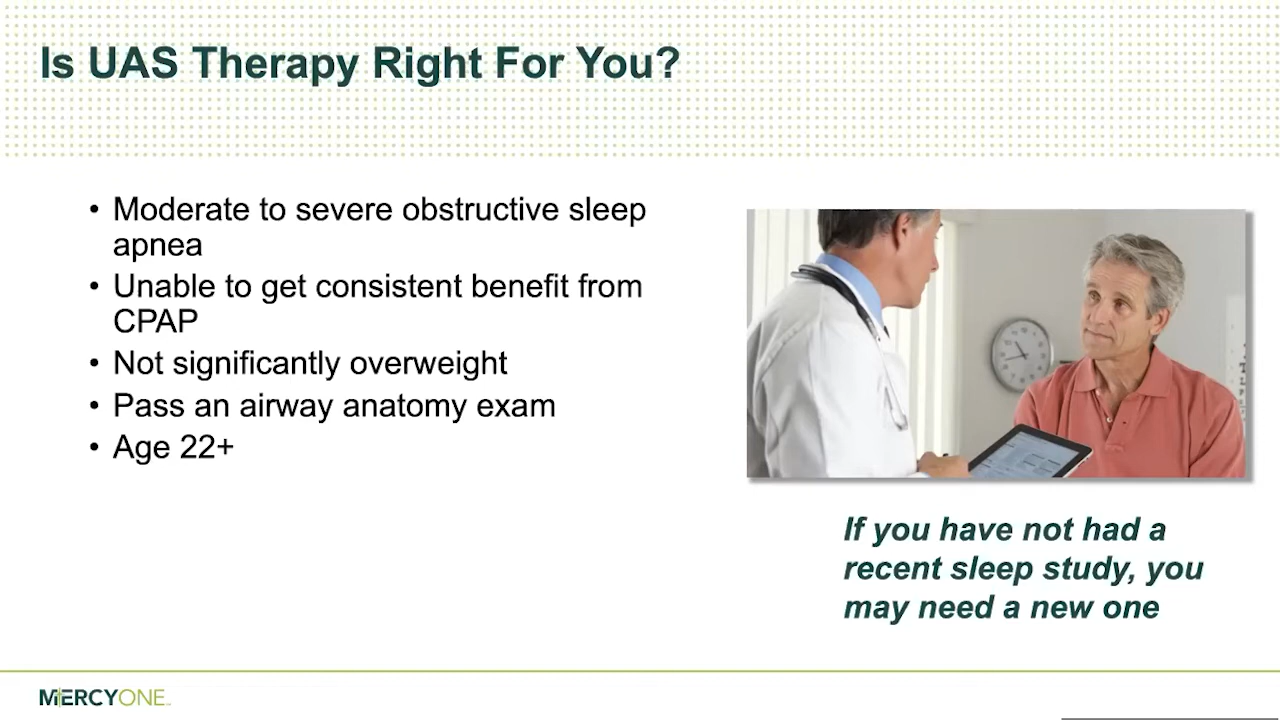 Is UAS Therapy Right For You?
• Moderate to severe obstructive sleep
apnea
• Unable to get consistent benefit from
CPAP
• Not significantly overweight
• Pass an airway anatomy exam
• Age 22+
If you have not had a
recent sleep study, you
may need a new one
MERCYONE